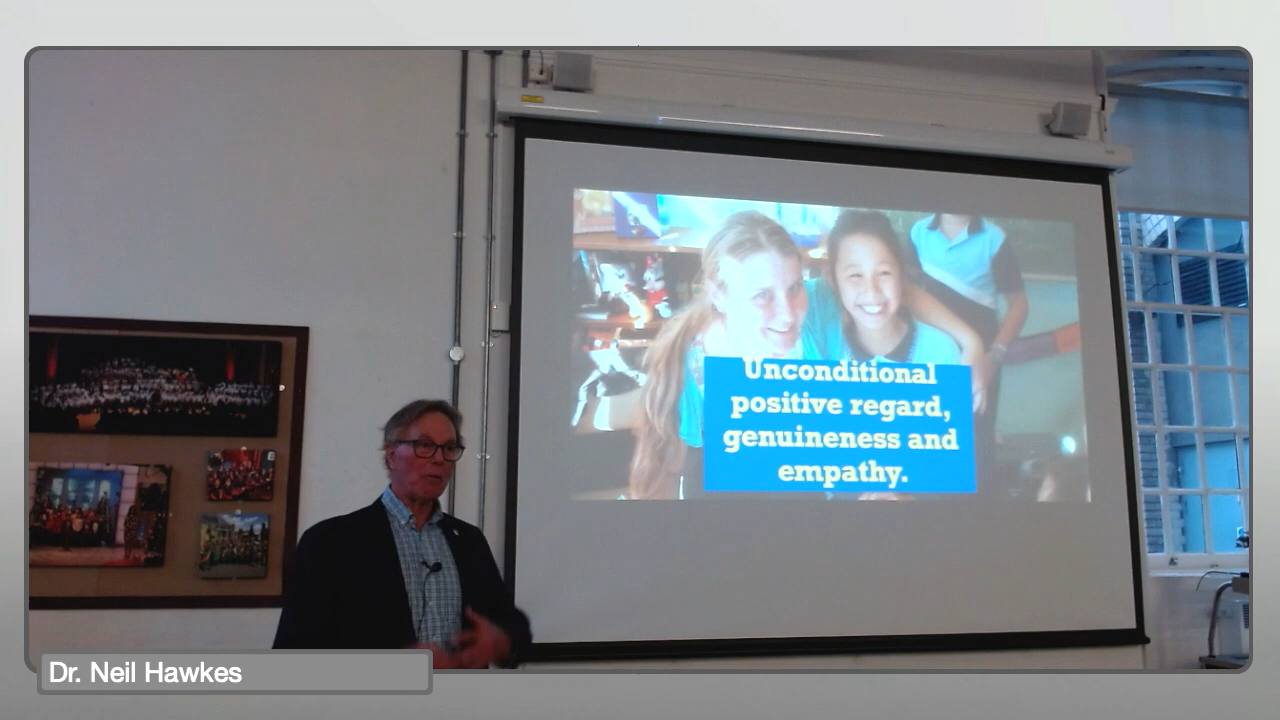 Unconditional
positive regard,
genuineness and
empathy.
Dr. Neil Hawkes